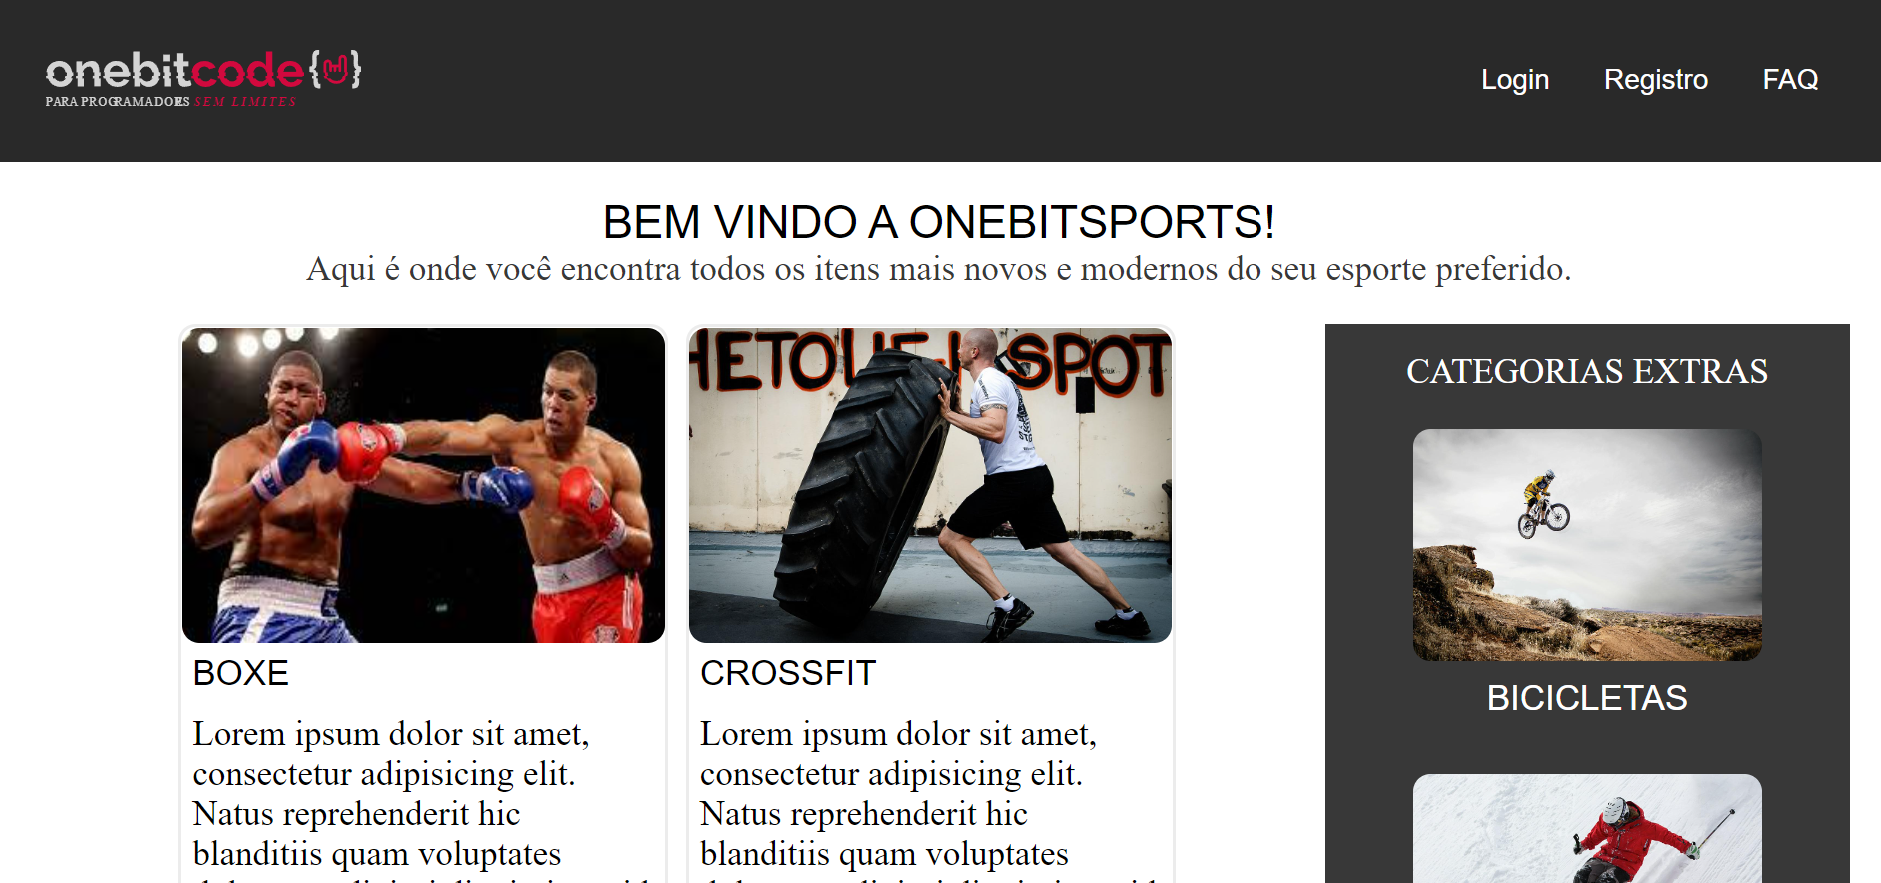 onebitcode{}
PARA PROGRAMADORES SEM LIMITES
Login
Registro
FAQ
BEM VINDO A ONEBITSPORTS!
Aqui é onde você encontra todos os itens mais novos e modernos do seu esporte preferido.
SPOT
BOXE
Lorem ipsum dolor sit amet,
consectetur adipisicing elit.
Natus reprehenderit hic
blanditiis quam voluptates
CROSSFIT
Lorem ipsum dolor sit amet,
consectetur adipisicing elit.
Natus reprehenderit hic
blanditiis quam voluptates
CATEGORIAS EXTRAS
BICICLETAS